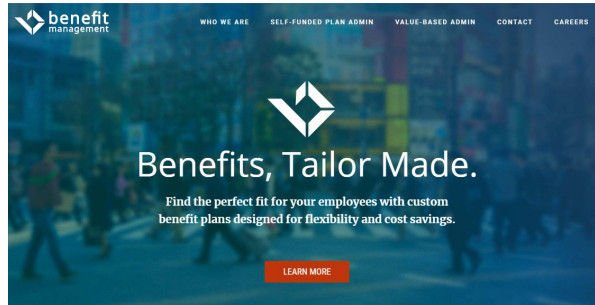 benefit
management
WHO WE ARE SELF-FUNDED PLAN ADMIN VALUE-BASED ADMIN CONTACT CAREERS
Benefits, Tailor Made.
Find the perfect fit for your employees with custom
benefit plans designed for flexibility and cost savings.
LEARN MORE